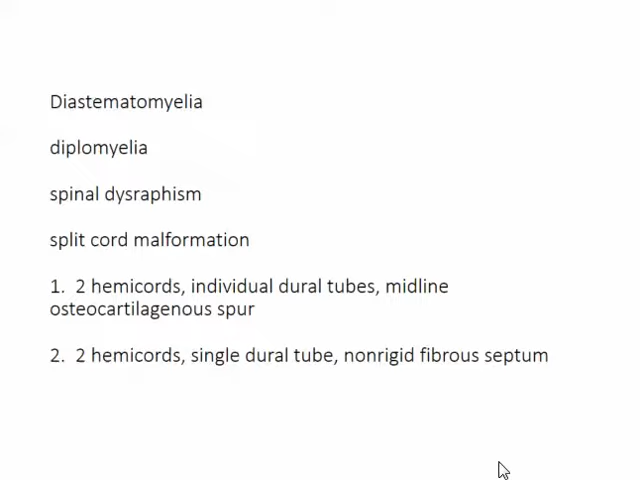 Diastematomyelia
diplomyelia
spinal dysraphism
split cord malformation
1.  2 hemicords, individual dural tubes, midline
osteocartilagenous spur
2.  2 hemicords, single dural tube, nonrigid fibrous septum